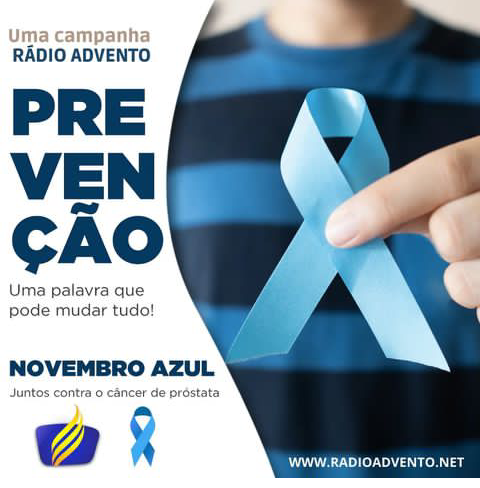 Uma campanha
RÁDIO ADVENTO
PRE
VEN
ÇÃO
Uma palavra que
pode mudar tudo!
NOVEMBRO AZUL
Juntos contra o câncer de próstata
WWW.RADIOADVENTO.NET